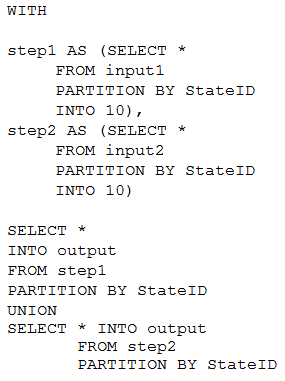 WITH
step1 AS (SELECT *
FROM input1
PARTITION BY StateID
INTO 10),
step2 AS (SELECT *
FROM input2
PARTITION BY StateID
INTO 10)
SELECT *
INTO output
FROM step1
PARTITION BY StateID
UNION
SELECT * INTO output
FROM step2
PARTITION BY StateID